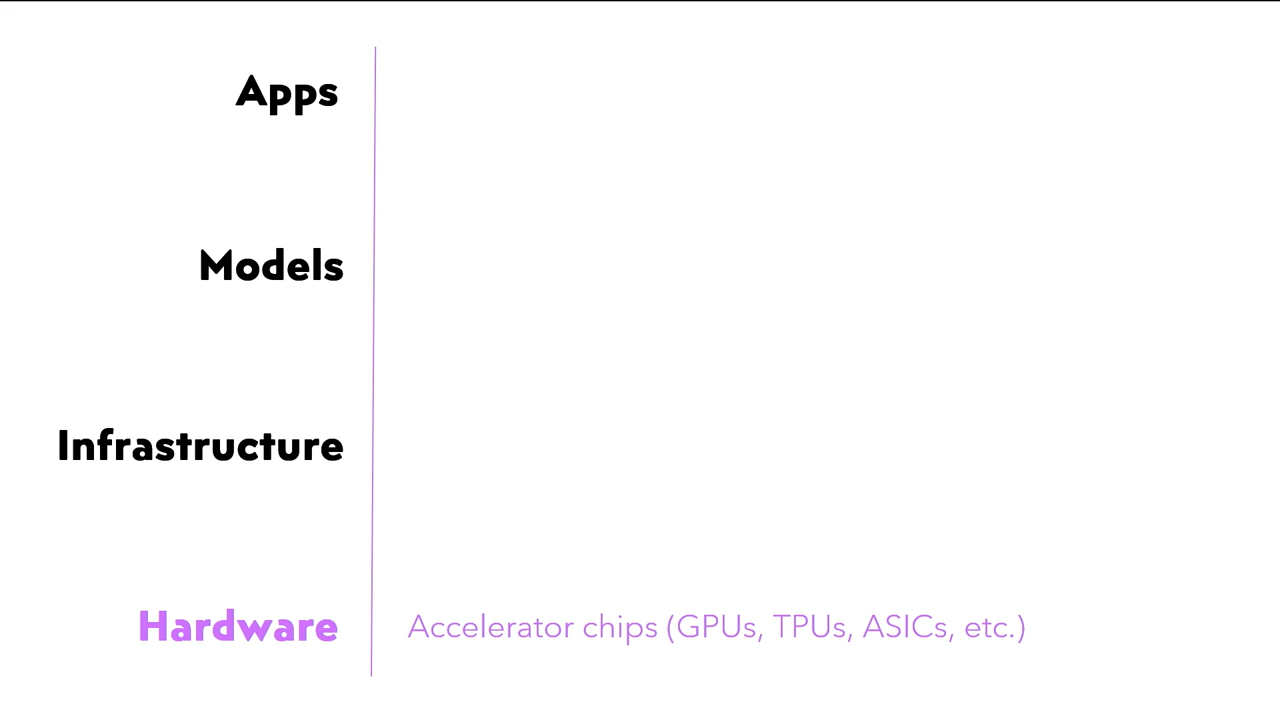 Apps
Models
Infrastructure
Hardware Accelerator chips (GPUs, TPUs, ASICs, etc.)